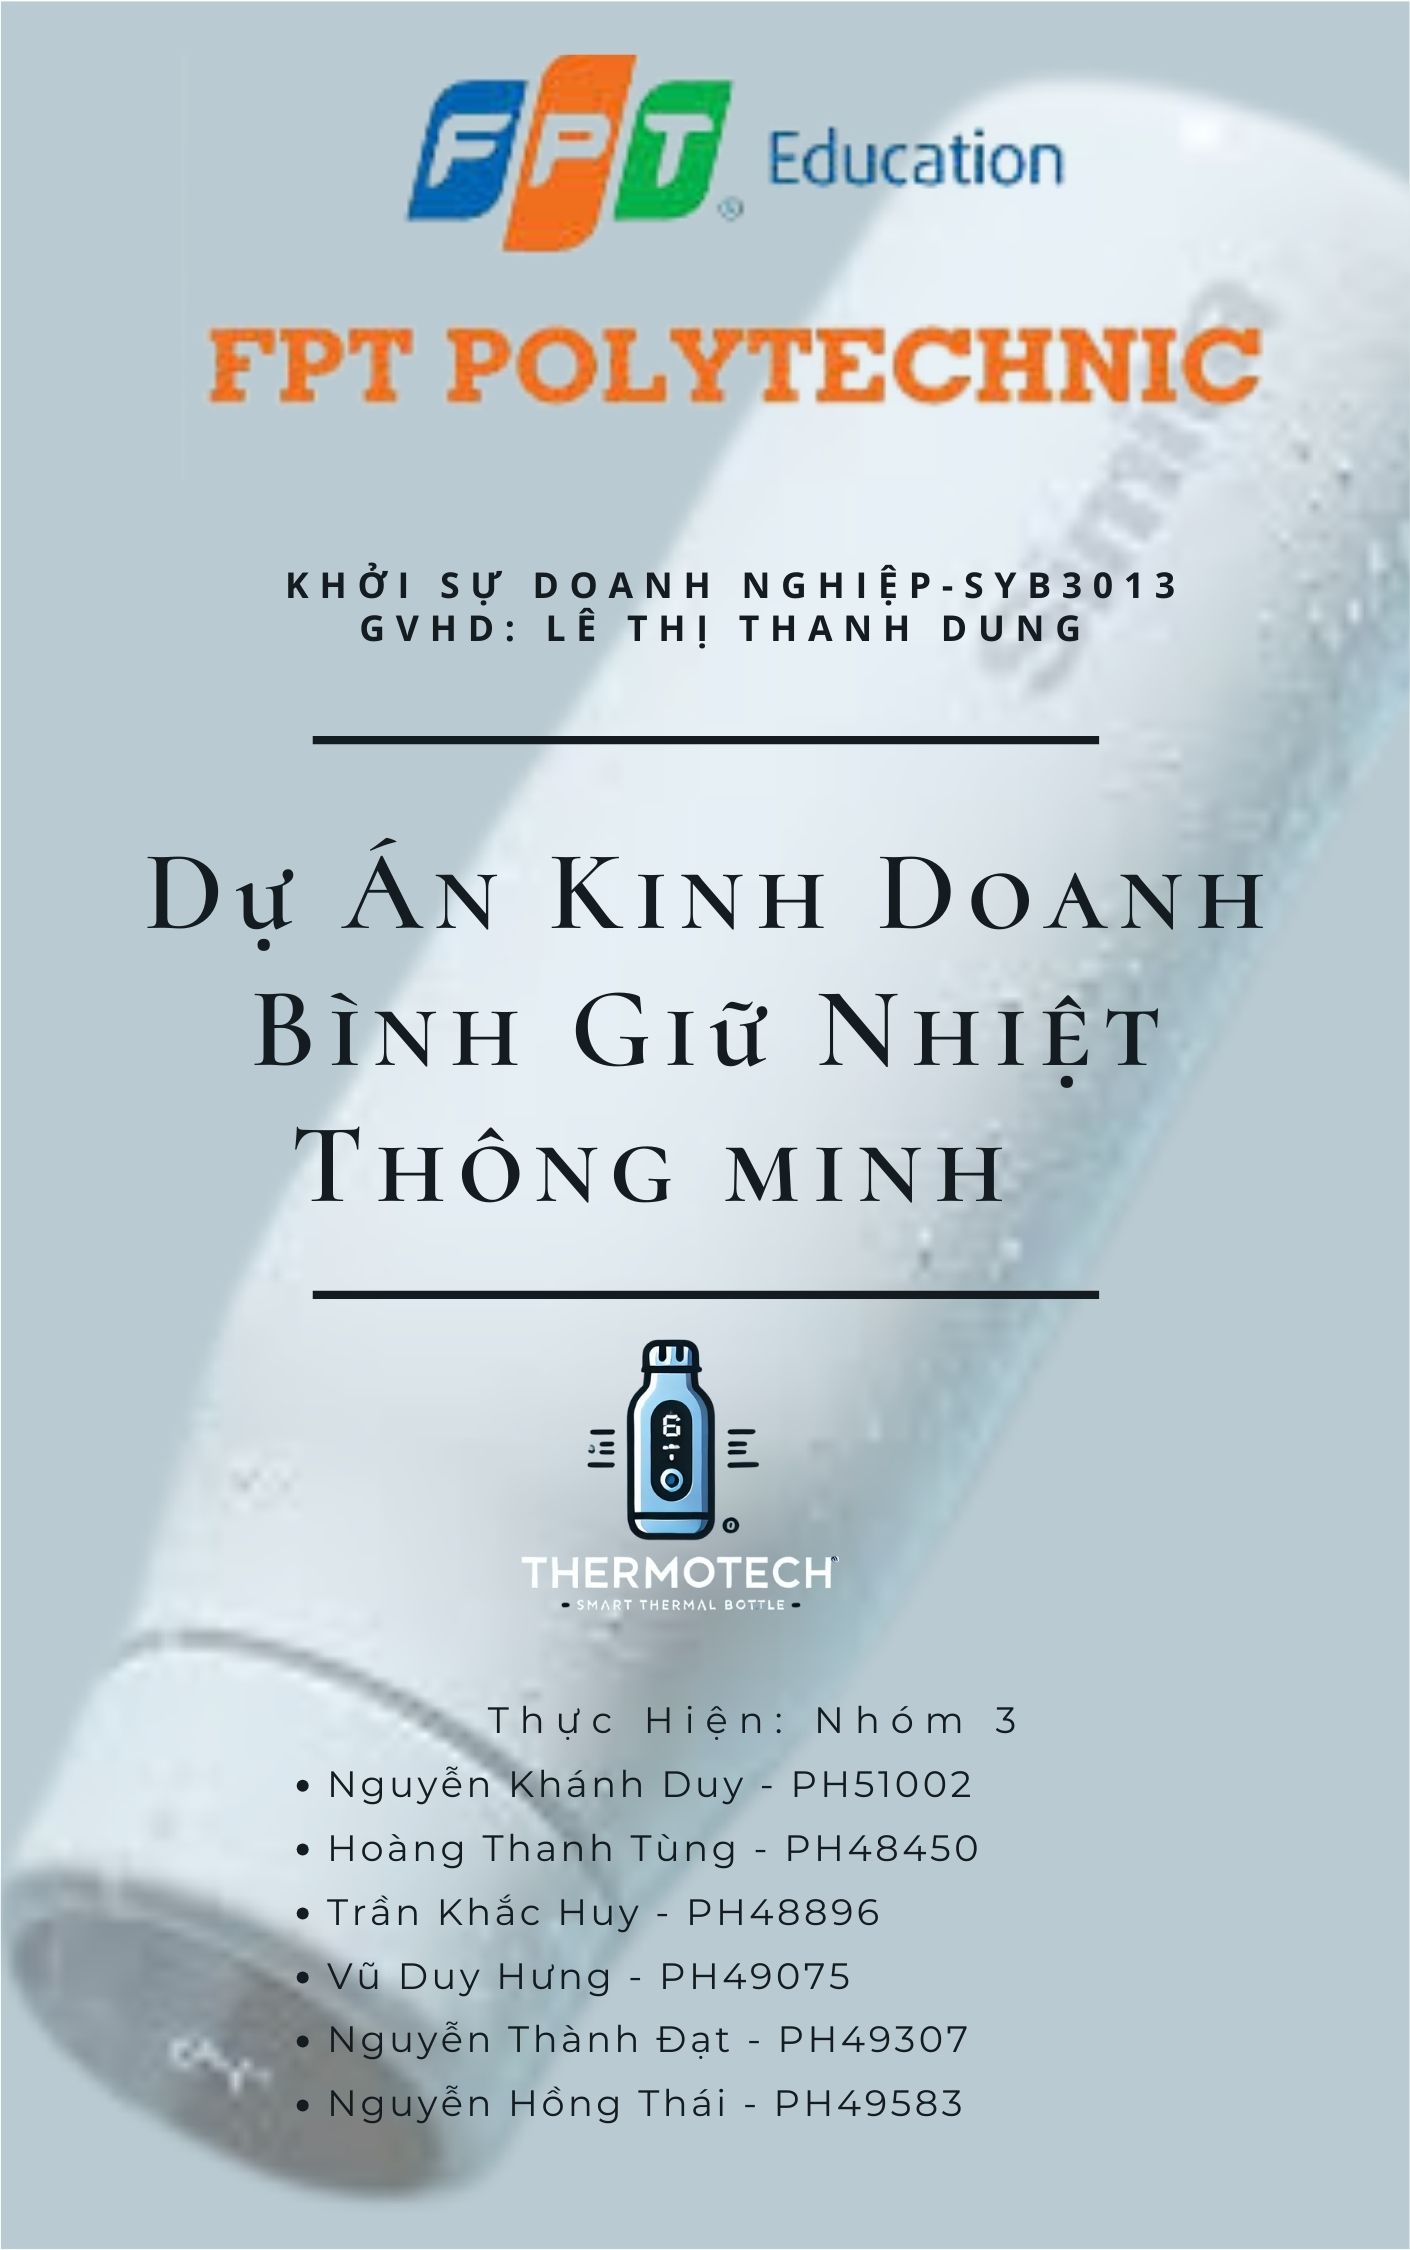 FPT Education
FPT POLYTECHNIC
KHỞI SỰ DOANH NGHIỆP-SYB3013
GVHD: LÊ THỊ THANH DUNG
Dự Án Kinh Doanh
Bình Giữ Nhiệt
Thông minh
6
THERMOTECH
- SMART THERMAL BOTTLE -
Thực Hiện: Nhóm 3
• Nguyễn Khánh Duy - PH51002
• Hoàng Thanh Tùng - PH48450
• Trần Khắc Huy - PH48896
• Vũ Duy Hưng - PH49075
• Nguyễn Thành Đạt - PH49307
• Nguyễn Hồng Thái - PH49583